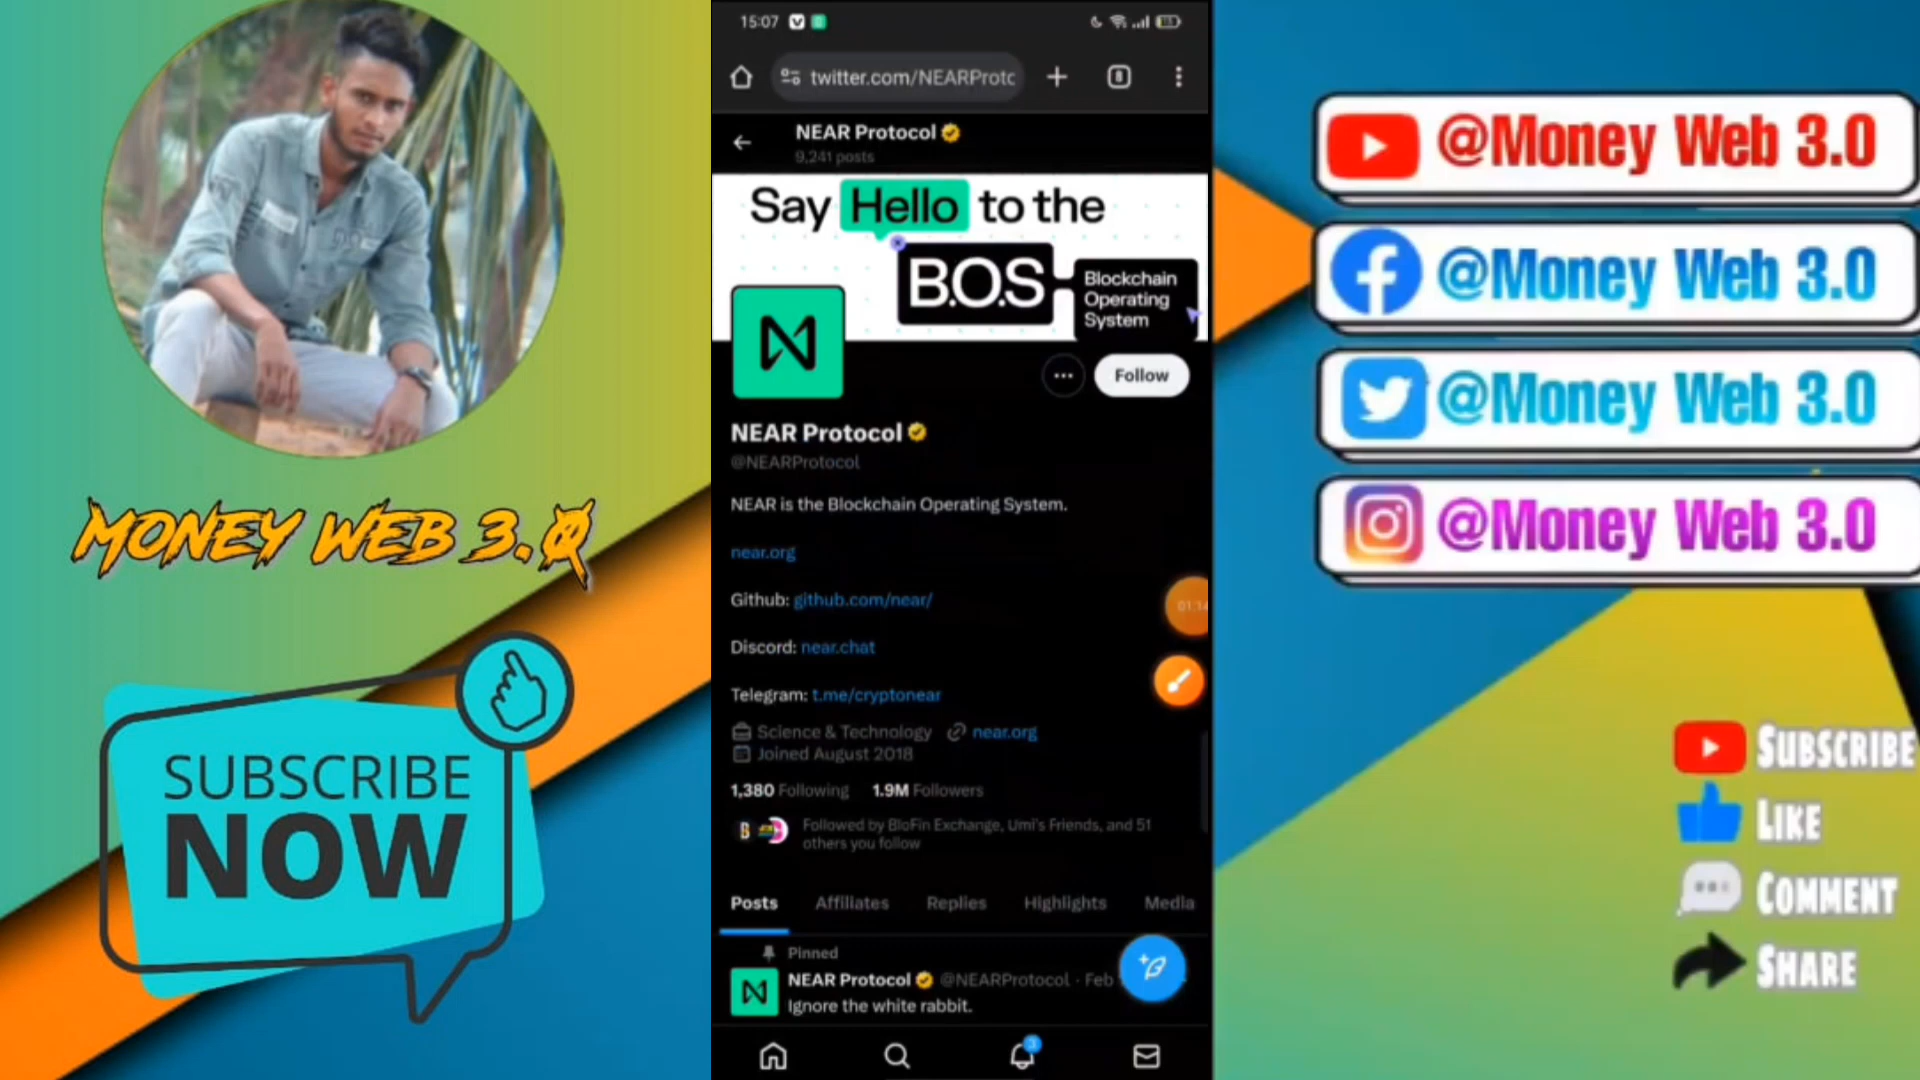 MONEY WEB 3.0
SUBSCRIBE
NOW
15:07
twitter.com/NEARProtc
8
NEAR Protocol
9,241 posts
Say Hello to the
B.O.S
Blockchain
Operating
System
Follow
NEAR Protocol
@NEARProtocol
NEAR is the Blockchain Operating System.
near.org
Github: github.com/near/
Discord: near.chat
Telegram: t.me/cryptonear
Science & Technology near.org
Joined August 2018
1,380 Following 1.9M Followers
Followed by BloFin Exchange, Umi's Friends, and 51
others you follow
Posts Affiliates Replies Highlights Media
Pinned
NEAR Protocol @NEARProtocol · Feb
Ignore the white rabbit.
3
@Money Web 3.0
@Money Web 3.0
@Money Web 3.0
@Money Web 3.0
SUBSCRIBE
LIKE
COMMENT
SHARE